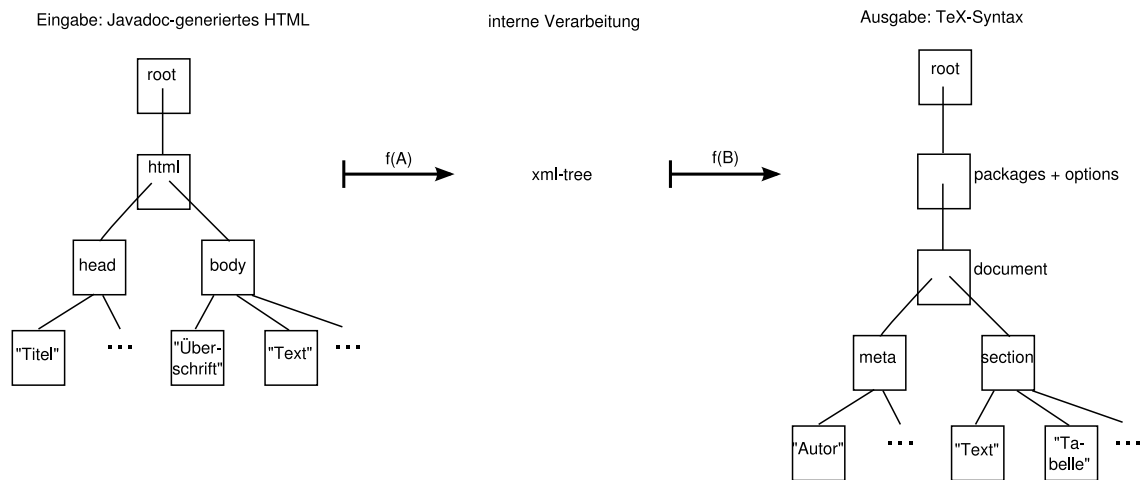 Eingabe: Javadoc-generiertes HTML
interne Verarbeitung
Ausgabe: TeX-Syntax
root
html
head
body
"Titel"
...
"Über-
schrift"
"Text"
...
f(A)
xml-tree
f(B)
root
packages + options
document
meta
section
"Autor"
...
"Text"
"Ta-
belle"
...